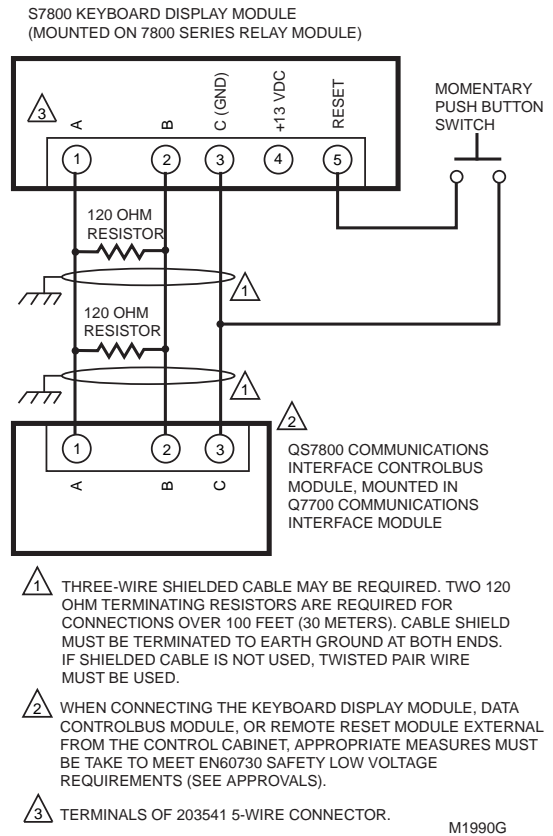 S7800 KEYBOARD DISPLAY MODULE
(MOUNTED ON 7800 SERIES RELAY MODULE)
MOMENTARY
PUSH BUTTON
SWITCH
3
A
B
C (GND)
+13 VDC
RESET
1
2
3
4
5
120 OHM
RESISTOR
1
120 OHM
RESISTOR
1
2
1
2
3
A
B
C
QS7800 COMMUNICATIONS
INTERFACE CONTROLBUS
MODULE, MOUNTED IN
Q7700 COMMUNICATIONS
INTERFACE MODULE
1 THREE-WIRE SHIELDED CABLE MAY BE REQUIRED. TWO 120
OHM TERMINATING RESISTORS ARE REQUIRED FOR
CONNECTIONS OVER 100 FEET (30 METERS). CABLE SHIELD
MUST BE TERMINATED TO EARTH GROUND AT BOTH ENDS.
IF SHIELDED CABLE IS NOT USED, TWISTED PAIR WIRE
MUST BE USED.
2 WHEN CONNECTING THE KEYBOARD DISPLAY MODULE, DATA
CONTROLBUS MODULE, OR REMOTE RESET MODULE EXTERNAL
FROM THE CONTROL CABINET, APPROPRIATE MEASURES MUST
BE TAKE TO MEET EN60730 SAFETY LOW VOLTAGE
REQUIREMENTS (SEE APPROVALS).
3 TERMINALS OF 203541 5-WIRE CONNECTOR.
M1990G